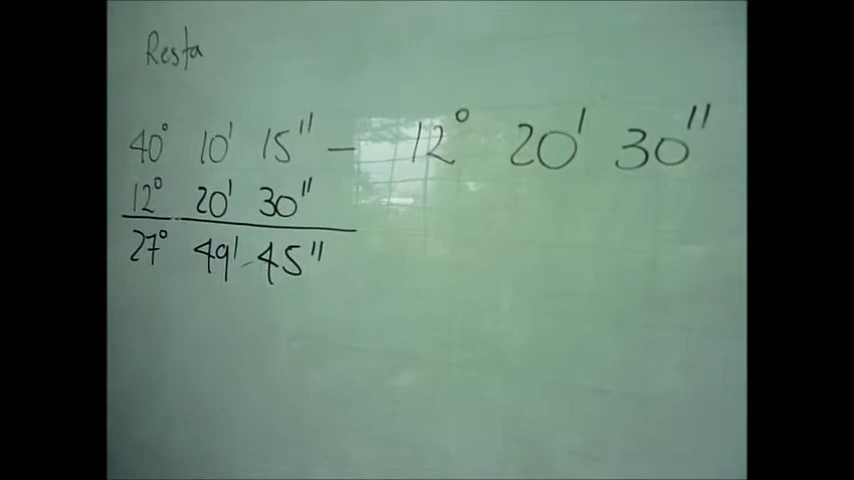 Resta
40° 10' 15" — 12° 20' 30"
12° 20' 30"
27° 49' 45"